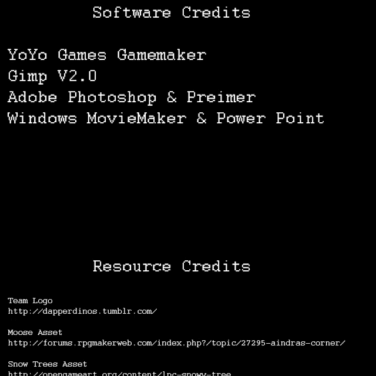 Software Credits
YoYo Games Gamemaker
Gimp V2.0
Adobe Photoshop & Preimer
Windows MovieMaker & Power Point
Resource Credits
Team Logo
http://dapperdinos.tumblr.com/
Moose Asset
http://forums.rpgmakerweb.com/index.php?/topic/27295-aindras-corner/
Snow Trees Asset
http://opengameart.org/content/lpc-snowy-tree